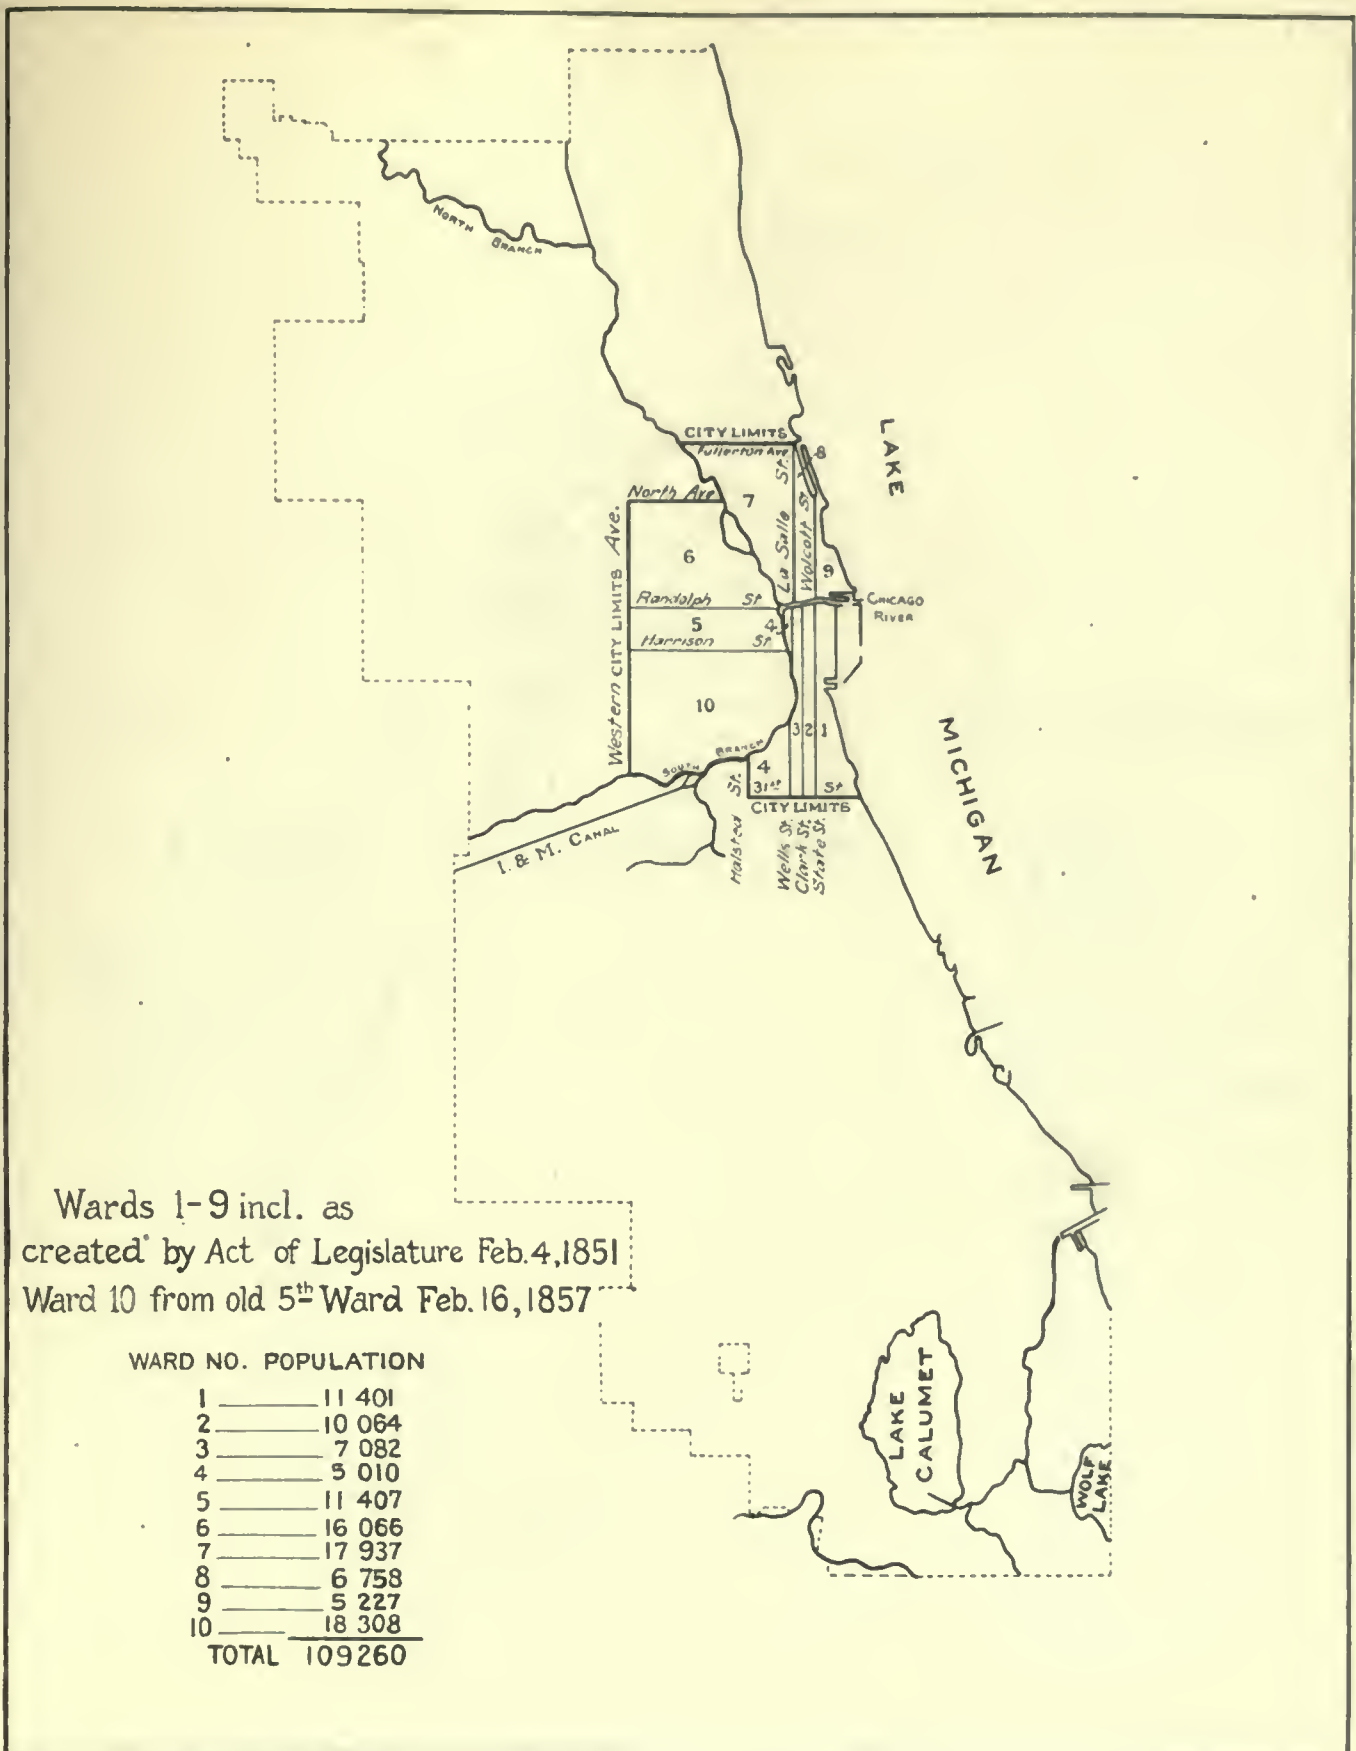 NORTH BRANCH
CITY LIMITS
Fullerton Ave
8
LAKE
MICHIGAN
North Ave
7
La Salle St.
Wolcott St
Western CITY LIMITS Ave.
6
9
Randolph St
CHICAGO
RIVER
5
4
Harrison St
10
3 2 1
SOUTH BRANCH
4
31st St
CITY LIMITS
I. & M. CANAL
Halsted St.
Wells St.
Clark St.
State St.
Wards 1-9 incl. as
created by Act of Legislature Feb. 4, 1851
Ward 10 from old 5th Ward Feb. 16, 1857
LAKE
CALUMET
WOLF
LAKE
WARD NO. POPULATION
1 11 401
2 10 064
3 7 082
4 5 010
5 11 407
6 16 066
7 17 937
8 6 758
9 5 227
10 18 308
TOTAL 109260